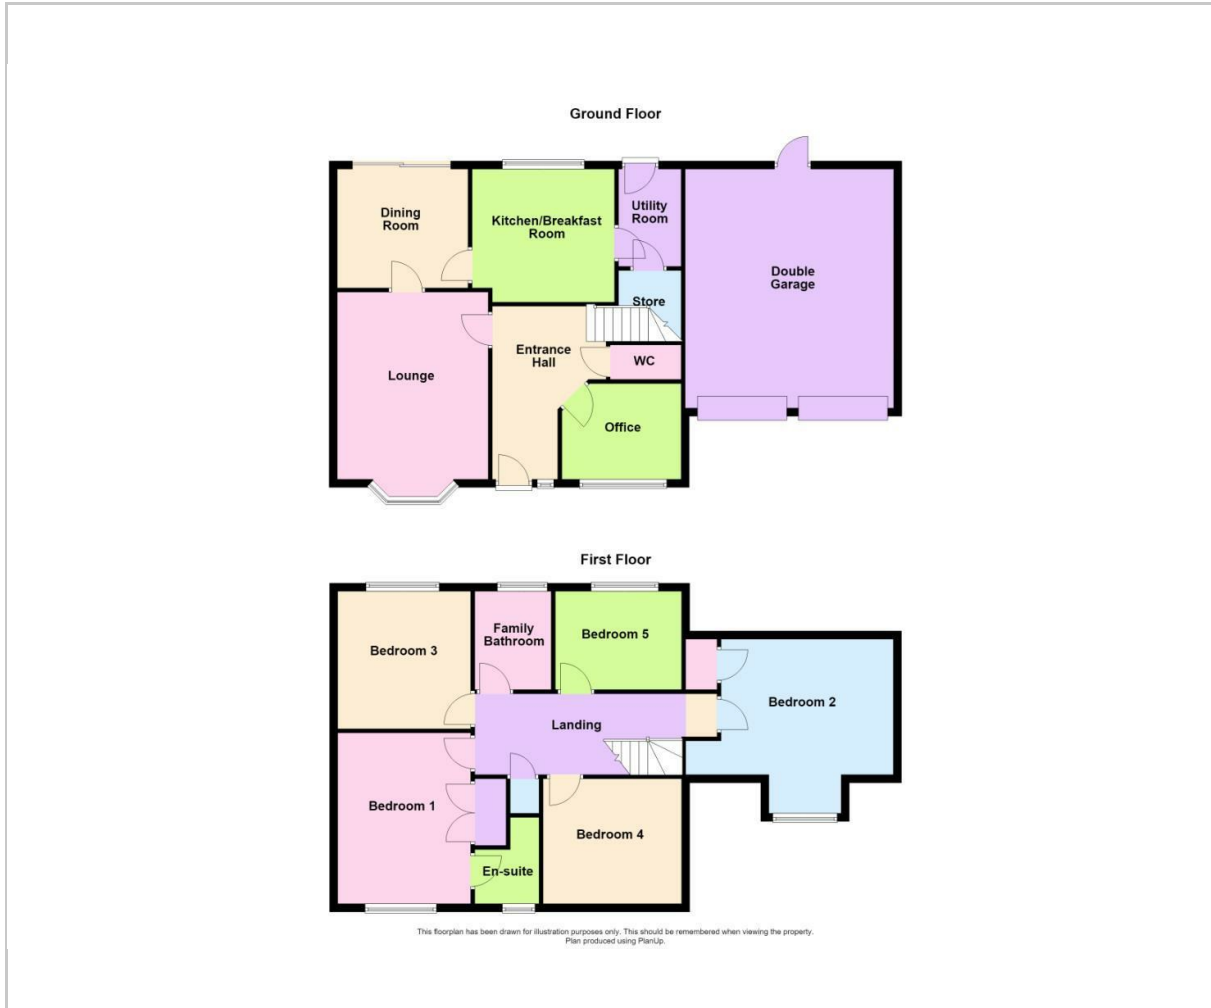 Ground Floor
Dining
Room
Kitchen/Breakfast
Room
Utility
Room
Double
Garage
Store
Entrance
Hall
WC
Lounge
Office
First Floor
Family
Bathroom
Bedroom 5
Bedroom 3
Bedroom 2
Landing
Bedroom 1
Bedroom 4
En-suite
This floorplan has been drawn for illustration purposes only. This should be remembered when viewing the property.
Plan produced using PlanUp.